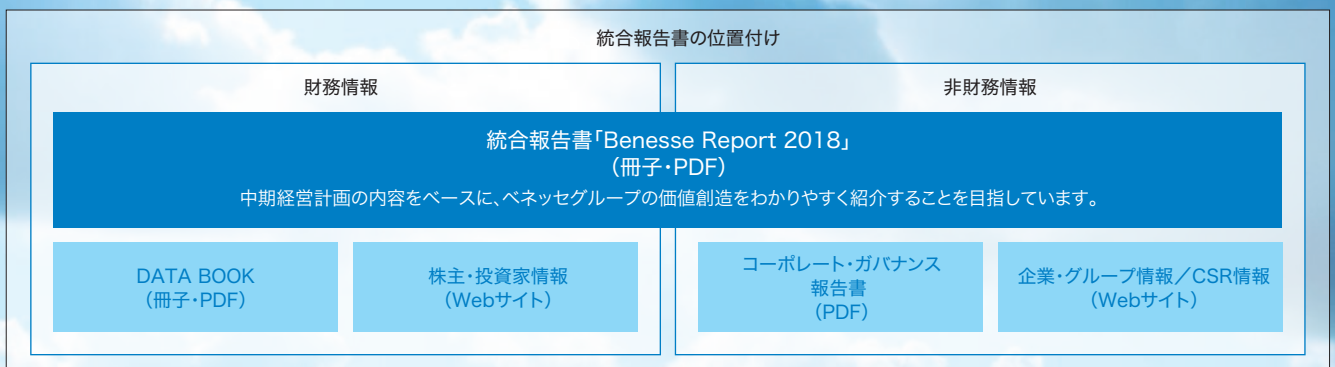 統合報告書の位置付け
財務情報
非財務情報
統合報告書「Benesse Report 2018」
（冊子・PDF）
中期経営計画の内容をベースに、ベネッセグループの価値創造をわかりやすく紹介することを目指しています。
DATA BOOK
（冊子・PDF）
株主・投資家情報
（Webサイト）
コーポレート・ガバナンス
報告書
（PDF）
企業・グループ情報／CSR情報
（Webサイト）